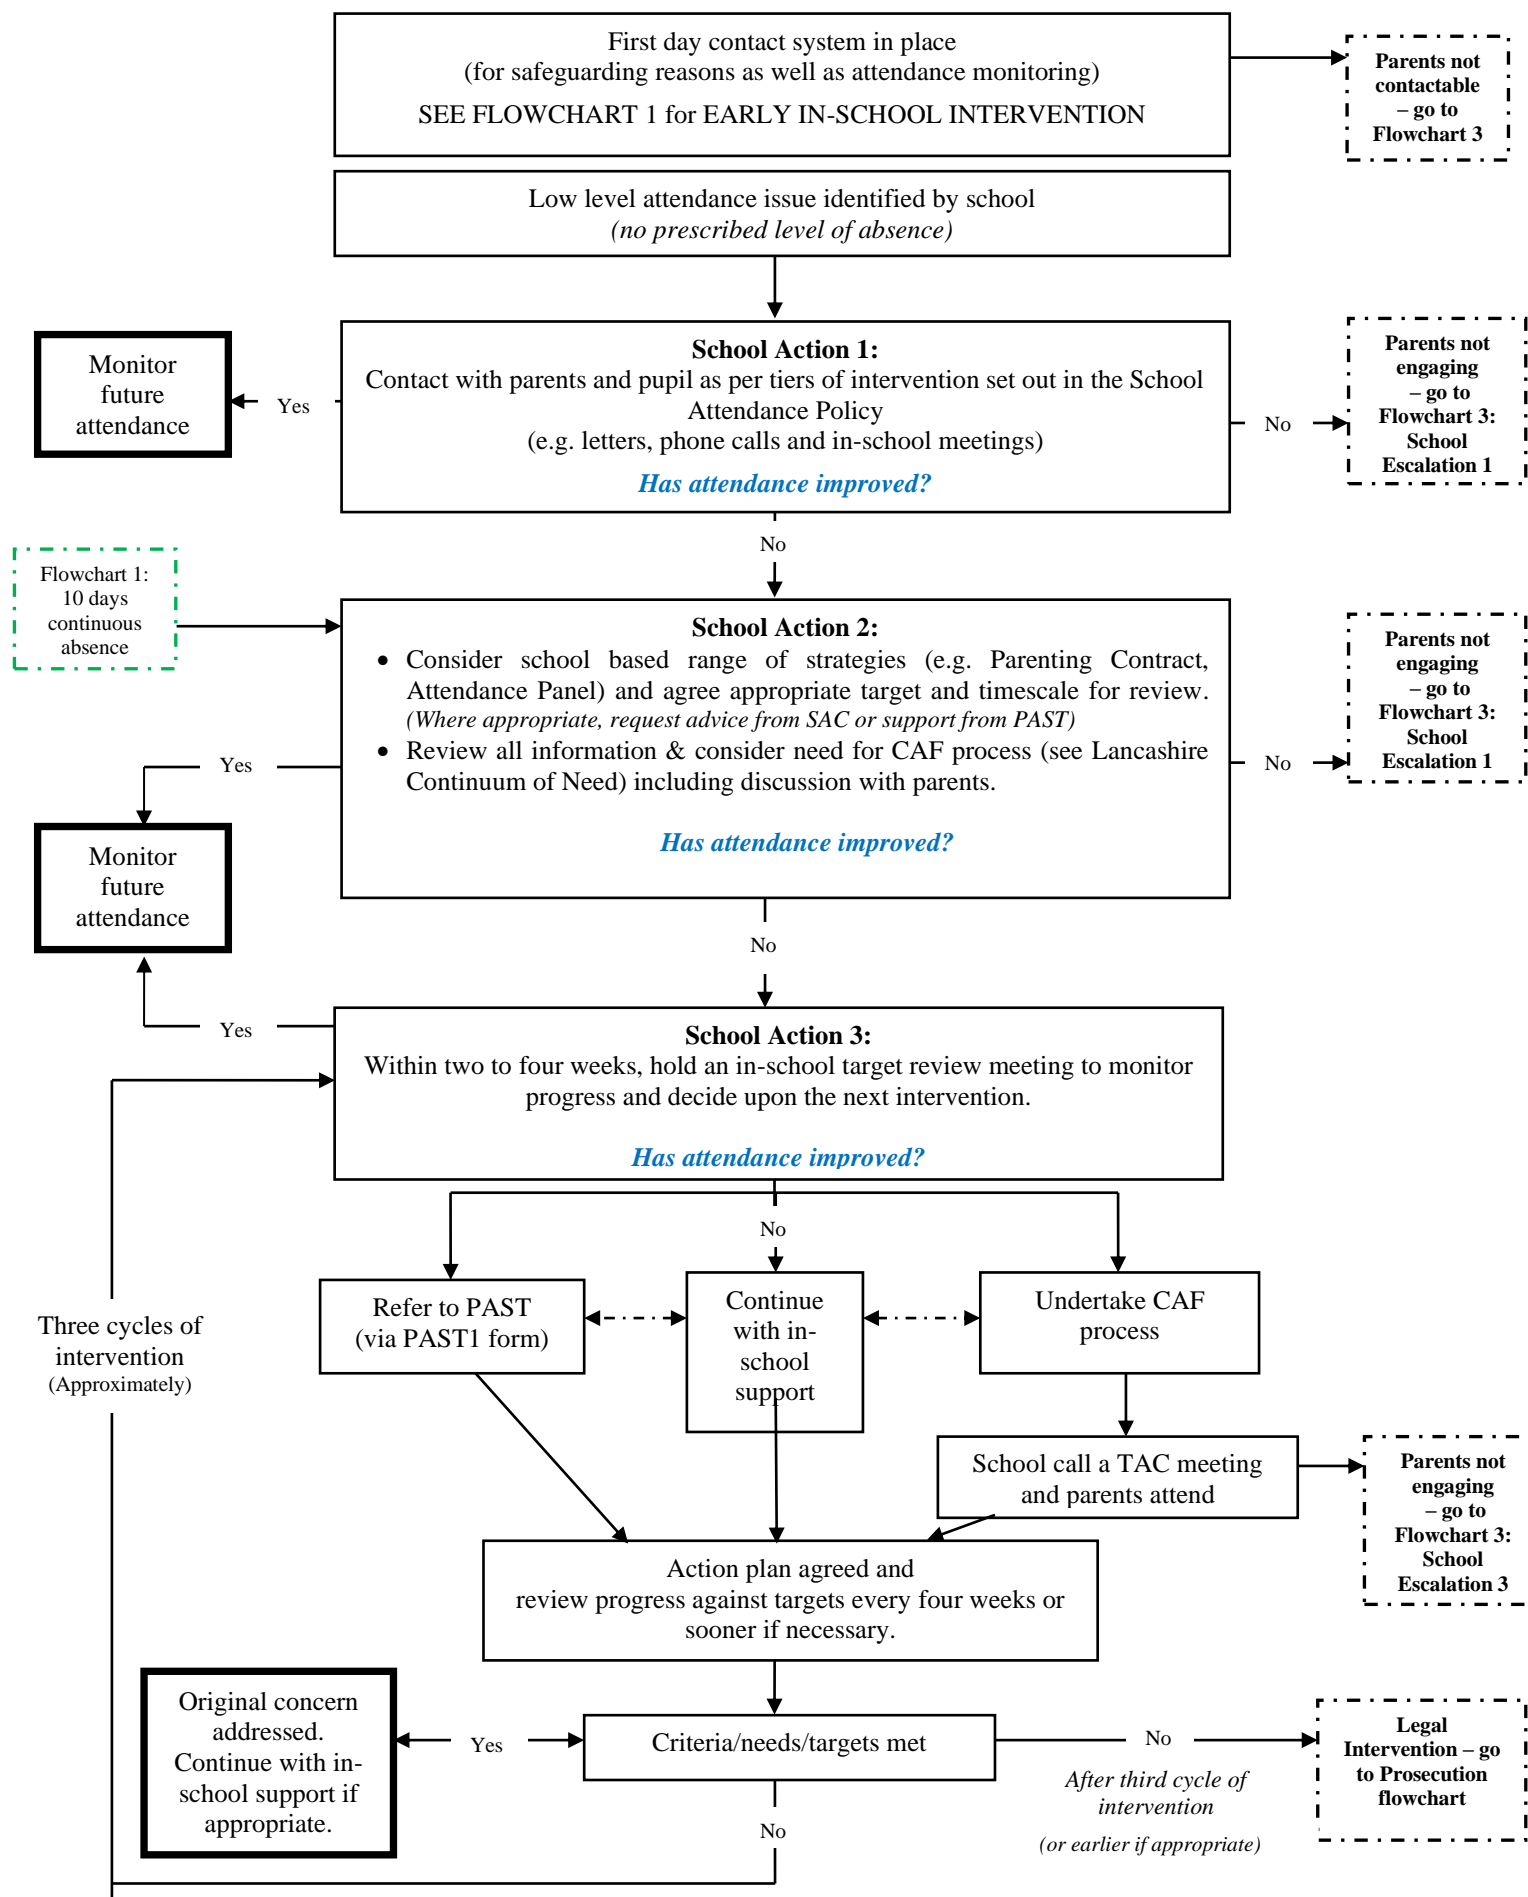 First day contact system in place
(for safeguarding reasons as well as attendance monitoring)
SEE FLOWCHART 1 for EARLY IN-SCHOOL INTERVENTION
Parents not
contactable
– go to
Flowchart 3
Low level attendance issue identified by school
(no prescribed level of absence)
Monitor
future
attendance
Yes
School Action 1:
Contact with parents and pupil as per tiers of intervention set out in the School
Attendance Policy
(e.g. letters, phone calls and in-school meetings)
Has attendance improved?
No
Parents not
engaging
– go to
Flowchart 3:
School
Escalation 1
No
Flowchart 1:
10 days
continuous
absence
School Action 2:
• Consider school based range of strategies (e.g. Parenting Contract,
Attendance Panel) and agree appropriate target and timescale for review.
(Where appropriate, request advice from SAC or support from PAST)
• Review all information & consider need for CAF process (see Lancashire
Continuum of Need) including discussion with parents.
Has attendance improved?
Yes
No
Parents not
engaging
– go to
Flowchart 3:
School
Escalation 1
Monitor
future
attendance
No
Yes
School Action 3:
Within two to four weeks, hold an in-school target review meeting to monitor
progress and decide upon the next intervention.
Has attendance improved?
No
Three cycles of
intervention
(Approximately)
Refer to PAST
(via PAST1 form)
Continue
with in-
school
support
Undertake CAF
process
School call a TAC meeting
and parents attend
Parents not
engaging
– go to
Flowchart 3:
School
Escalation 3
Action plan agreed and
review progress against targets every four weeks or
sooner if necessary.
Original concern
addressed.
Continue with in-
school support if
appropriate.
Yes
Criteria/needs/targets met
No
After third cycle of
intervention
(or earlier if appropriate)
Legal
Intervention – go
to Prosecution
flowchart
No